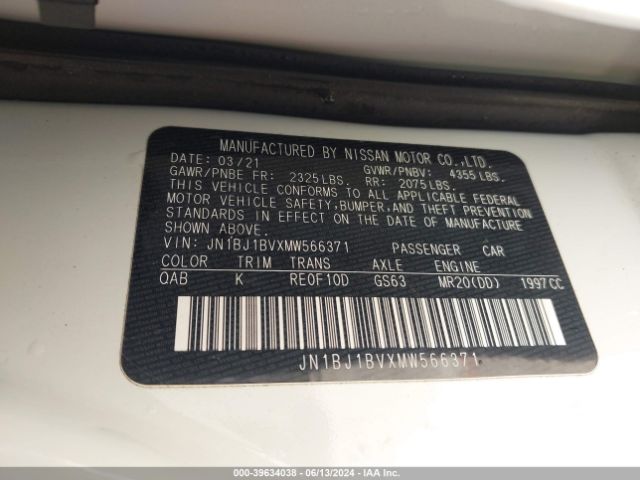 MANUFACTURED BY NISSAN MOTOR CO.,LTD.
DATE: 03/21 GVWR/PNBV: 4355LBS.
GAWR/PNBE FR: 2325LBS. RR: 2075LBS.
THIS VEHICLE CONFORMS TO ALL APPLICABLE FEDERAL
MOTOR VEHICLE SAFETY,BUMPER,AND THEFT PREVENTION
STANDARDS IN EFFECT ON THE DATE OF MANUFACTURE
SHOWN ABOVE.
VIN: JN1BJ1BVXMW566371 PASSENGER CAR
COLOR TRIM TRANS AXLE ENGINE
QAB K RE0F10D GS63 MR20(DD) 1997CC
JN1BJ1BVXMW566371
000-39634038 - 06/13/2024 - IAA, Inc.